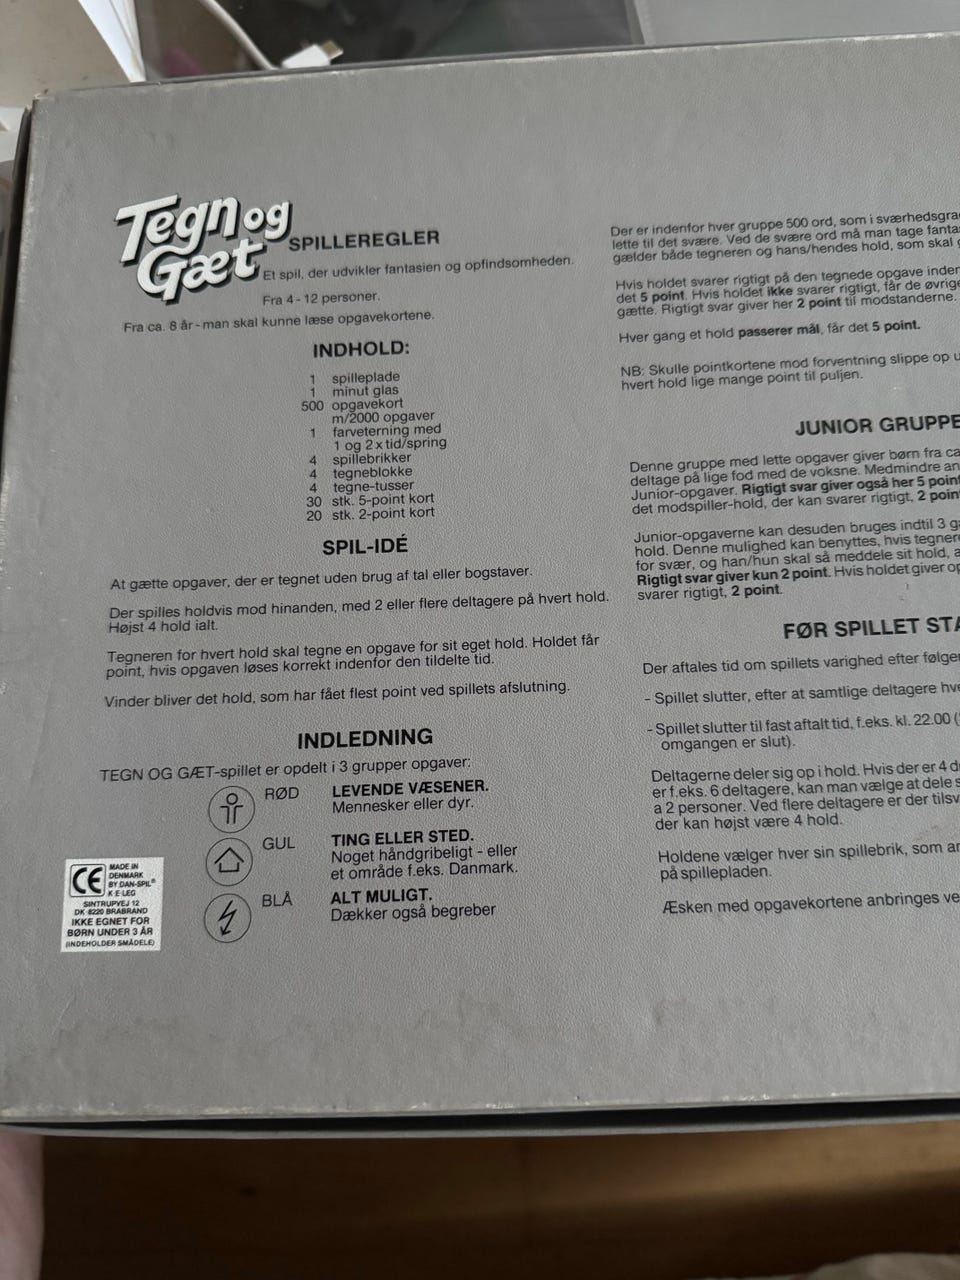 Tegn og
Gæt
SPILLEREGLER
Et spil, der udvikler fantasien og opfindsomheden.
Fra 4 - 12 personer.
Fra ca. 8 år - man skal kunne læse opgavekortene.
INDHOLD:
1 spilleplade
1 minut glas
500 opgavekort
m/2000 opgaver
1 farveterning med
1 og 2 x tid/spring
4 spillebrikker
4 tegneblokke
4 tegne-tusser
30 stk. 5-point kort
20 stk. 2-point kort
SPIL-IDÉ
At gætte opgaver, der er tegnet uden brug af tal eller bogstaver.
Der spilles holdvis mod hinanden, med 2 eller flere deltagere på hvert hold.
Højst 4 hold ialt.
Tegneren for hvert hold skal tegne en opgave for sit eget hold. Holdet får
point, hvis opgaven løses korrekt indenfor den tildelte tid.
Vinder bliver det hold, som har fået flest point ved spillets afslutning.
INDLEDNING
TEGN OG GÆT-spillet er opdelt i 3 grupper opgaver:
RØD LEVENDE VÆSENER.
Mennesker eller dyr.
GUL TING ELLER STED.
Noget håndgribeligt - eller
et område f.eks. Danmark.
BLÅ ALT MULIGT.
Dækker også begreber
CE
MADE IN
DENMARK
BY DAN-SPIL®
K·E·LEG
SINTRUPVEJ 12
DK 8220 BRABRAND
IKKE EGNET FOR
BØRN UNDER 3 ÅR
(INDEHOLDER SMÅDELE)
Der er indenfor hver gruppe 500 ord, som i
lette til det svære. Ved de svære ord må man tage
gælder både tegneren og hans/hendes hold, som skal
Hvis holdet svarer rigtigt på den tegnede opgave
det 5 point. Hvis holdet ikke svarer rigtigt, får de
gætte. Rigtigt svar giver her 2 point til modstanderne.
Hver gang et hold passerer mål, får det 5 point.
NB: Skulle pointkortene mod forventning slippe op
hvert hold lige mange point til puljen.
JUNIOR
Denne gruppe med lette opgaver giver børn fra
deltage på lige fod med de voksne. Medmindre
Junior-opgaver. Rigtigt svar giver også her 5
det modspiller-hold, der kan svarer rigtigt, 2
Junior-opgaverne kan desuden bruges indtil 3
hold. Denne mulighed kan benyttes, hvis
for svær, og han/hun skal så meddele sit hold,
Rigtigt svar giver kun 2 point. Hvis holdet giver
svarer rigtigt, 2 point.
FØR SPILLET
Der aftales tid om spillets varighed efter
- Spillet slutter, efter at samtlige deltagere
- Spillet slutter til fast aftalt tid, f.eks. kl. 22.00
omgangen er slut).
Deltagerne deler sig op i hold. Hvis der er 4
er f.eks. 6 deltagere, kan man vælge at dele
a 2 personer. Ved flere deltagere er der
der kan højst være 4 hold.
Holdene vælger hver sin spillebrik, som
på spillepladen.
Æsken med opgavekortene anbringes